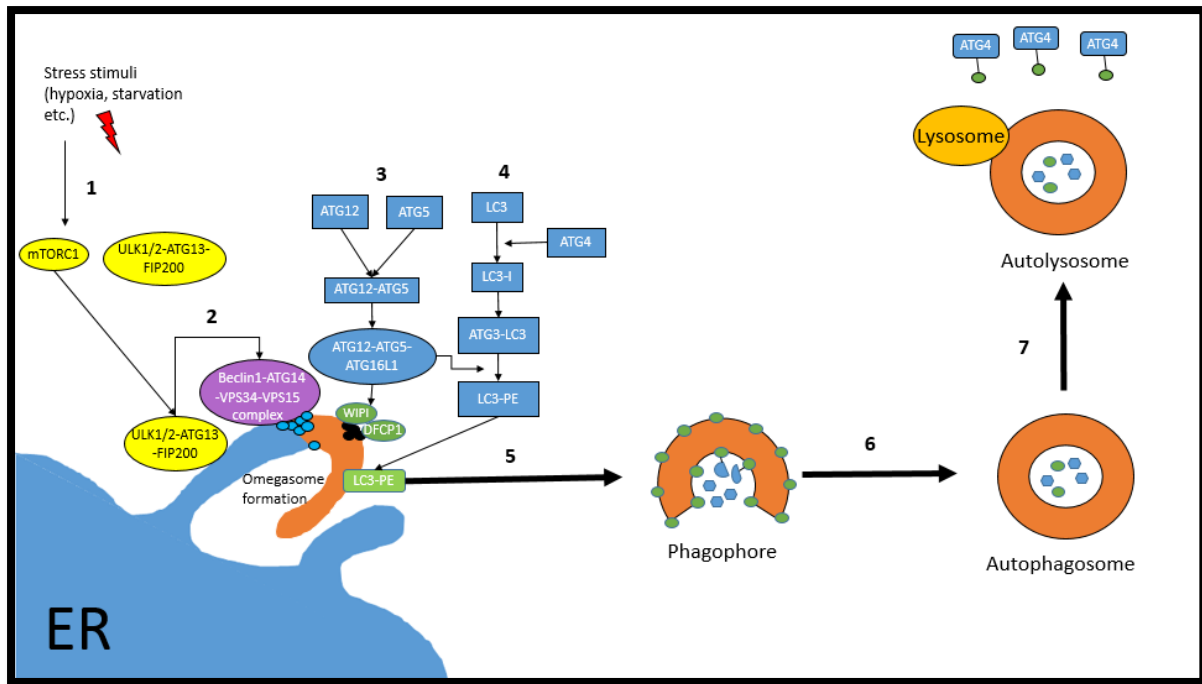 Stress stimuli
(hypoxia, starvation
etc.)
1
mTORC1
ULK1/2-ATG13-
FIP200
2
Beclin1-ATG14
-VPS34-VPS15
complex
ULK1/2-ATG13
-FIP200
3
ATG12
ATG5
ATG12-ATG5
ATG12-ATG5-
ATG16L1
WIPI
DFCP1
4
LC3
ATG4
LC3-I
ATG3-LC3
LC3-PE
Omegasome
formation
LC3-PE
5
ER
Phagophore
6
Autophagosome
7
Autolysosome
Lysosome
ATG4
ATG4
ATG4